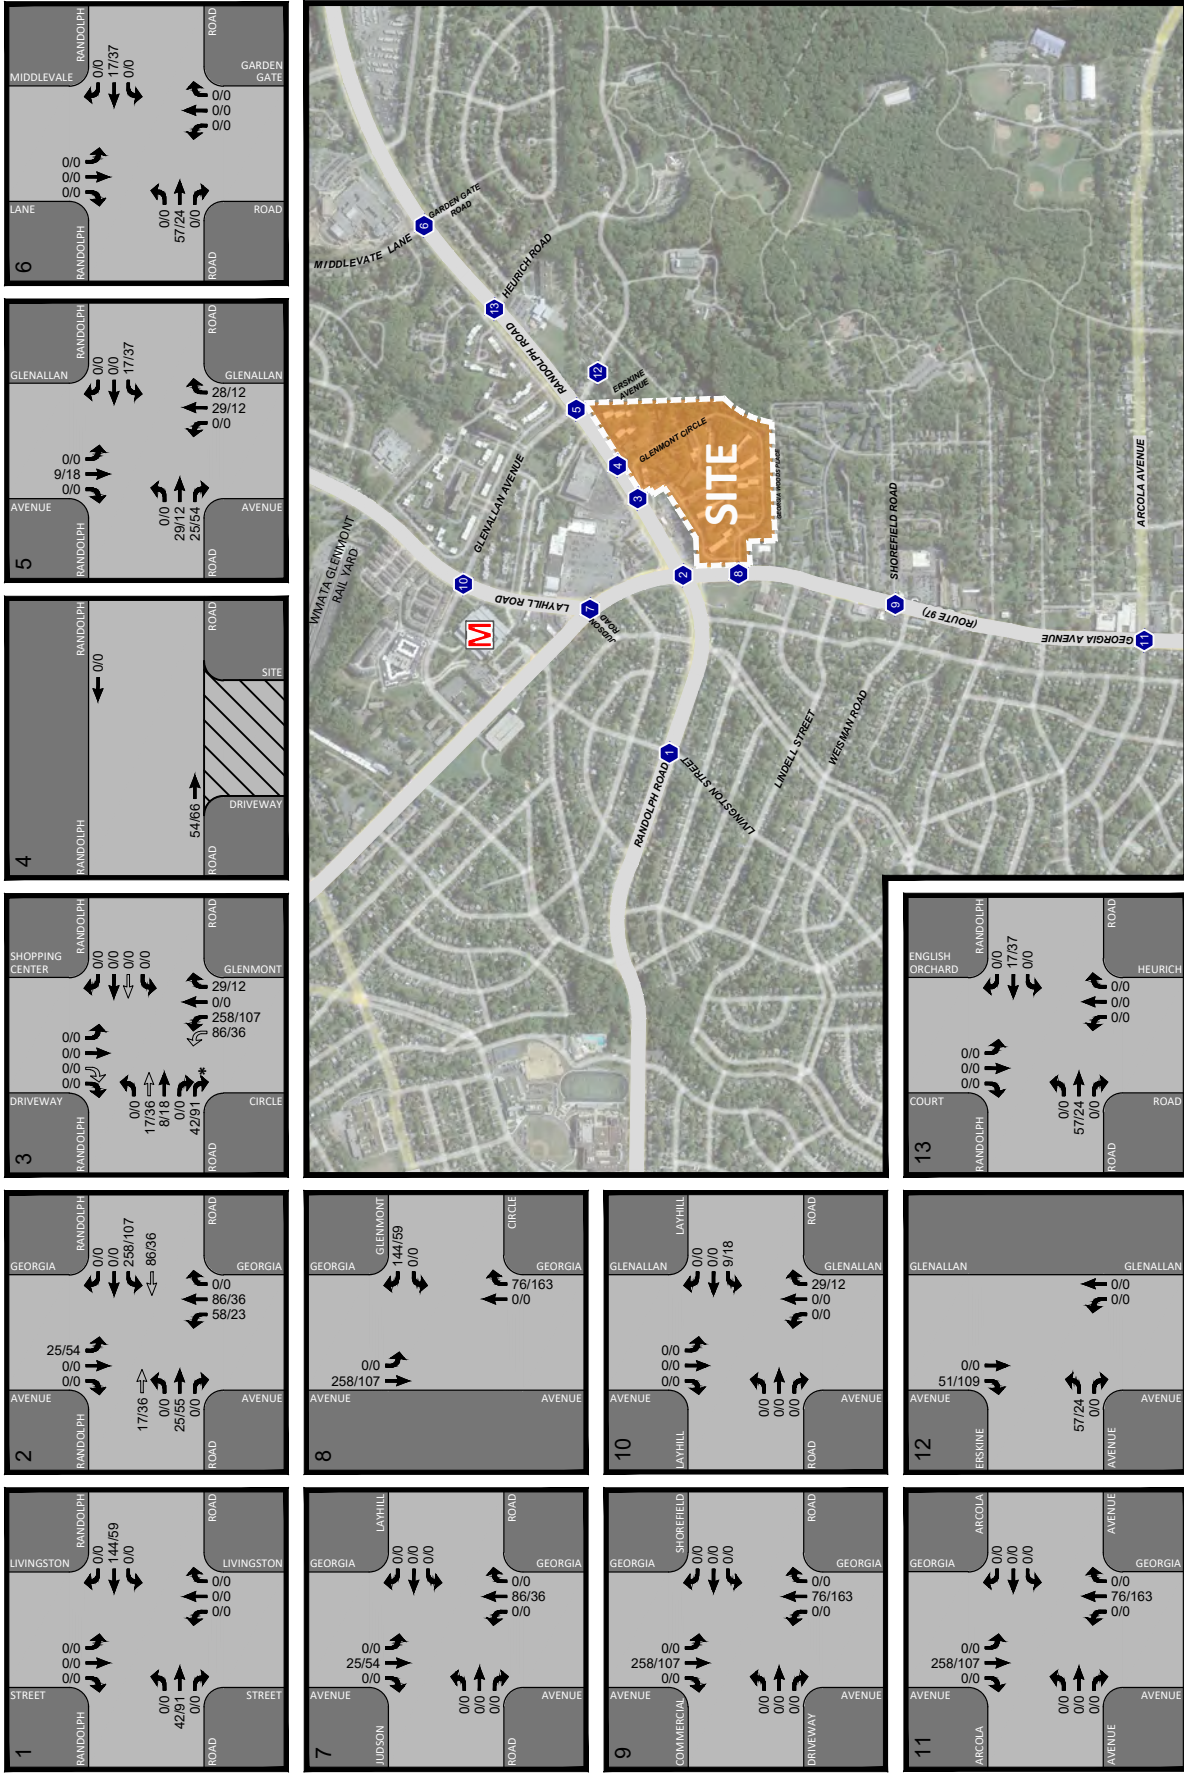 6
MIDDLEVALE
LANE
RANDOLPH
ROAD
GARDEN
GATE
ROAD
RANDOLPH
ROAD
0/0
17/37
0/0
0/0
0/0
0/0
0/0
0/0
0/0
0/0
57/24
0/0
5
GLENALLAN
AVENUE
RANDOLPH
ROAD
GLENALLAN
AVENUE
RANDOLPH
ROAD
0/0
0/0
17/37
28/12
29/12
0/0
0/0
9/18
0/0
0/0
29/12
25/54
4
RANDOLPH
ROAD
SITE
DRIVEWAY
RANDOLPH
ROAD
0/0
54/66
3
SHOPPING
CENTER
DRIVEWAY
RANDOLPH
ROAD
GLENMONT
CIRCLE
RANDOLPH
ROAD
0/0
0/0
0/0
0/0
29/12
0/0
258/107
86/36
0/0
0/0
0/0
0/0
0/0
17/36
8/18
0/0
42/91
*
2
GEORGIA
AVENUE
RANDOLPH
ROAD
GEORGIA
AVENUE
RANDOLPH
ROAD
0/0
0/0
258/107
86/36
0/0
86/36
58/23
25/54
0/0
0/0
17/36
0/0
25/55
0/0
1
LIVINGSTON
STREET
RANDOLPH
ROAD
LIVINGSTON
STREET
RANDOLPH
ROAD
0/0
144/59
0/0
0/0
0/0
0/0
0/0
0/0
0/0
0/0
42/91
0/0
MIDDLEVATE LANE
GARDEN GATE
ROAD
6
HEURICH ROAD
13
RANDOLPH ROAD
12
ERSKINE
AVENUE
5
GLENMONT CIRCLE
4
SITE
3
GEORGIA WOODS PLACE
GLENALLAN AVENUE
WMATA GLENMONT
RAIL YARD
10
LAYHILL ROAD
M
7
JUDSON
ROAD
2
8
SHOREFIELD ROAD
9
(ROUTE 97)
GEORGIA AVENUE
ARCOLA AVENUE
11
WEISMAN ROAD
LINDELL STREET
LIVINGSTON STREET
1
RANDOLPH ROAD
13
ENGLISH
ORCHARD
COURT
RANDOLPH
ROAD
HEURICH
ROAD
RANDOLPH
ROAD
0/0
17/37
0/0
0/0
0/0
0/0
0/0
0/0
0/0
0/0
57/24
0/0
8
GEORGIA
AVENUE
GLENMONT
CIRCLE
GEORGIA
AVENUE
144/59
0/0
76/163
0/0
0/0
258/107
10
GLENALLAN
AVENUE
LAYHILL
ROAD
GLENALLAN
AVENUE
LAYHILL
ROAD
0/0
0/0
9/18
29/12
0/0
0/0
0/0
0/0
0/0
0/0
0/0
0/0
12
GLENALLAN
AVENUE
GLENALLAN
AVENUE
ERSKINE
AVENUE
0/0
0/0
0/0
51/109
57/24
0/0
7
GEORGIA
AVENUE
LAYHILL
ROAD
GEORGIA
AVENUE
JUDSON
ROAD
0/0
0/0
0/0
0/0
86/36
0/0
0/0
25/54
0/0
0/0
0/0
0/0
9
GEORGIA
AVENUE
SHOREFIELD
ROAD
GEORGIA
AVENUE
COMMERCIAL
DRIVEWAY
0/0
0/0
0/0
0/0
76/163
0/0
0/0
258/107
0/0
0/0
0/0
0/0
11
GEORGIA
AVENUE
ARCOLA
AVENUE
GEORGIA
AVENUE
ARCOLA
AVENUE
0/0
0/0
0/0
0/0
76/163
0/0
0/0
258/107
0/0
0/0
0/0
0/0